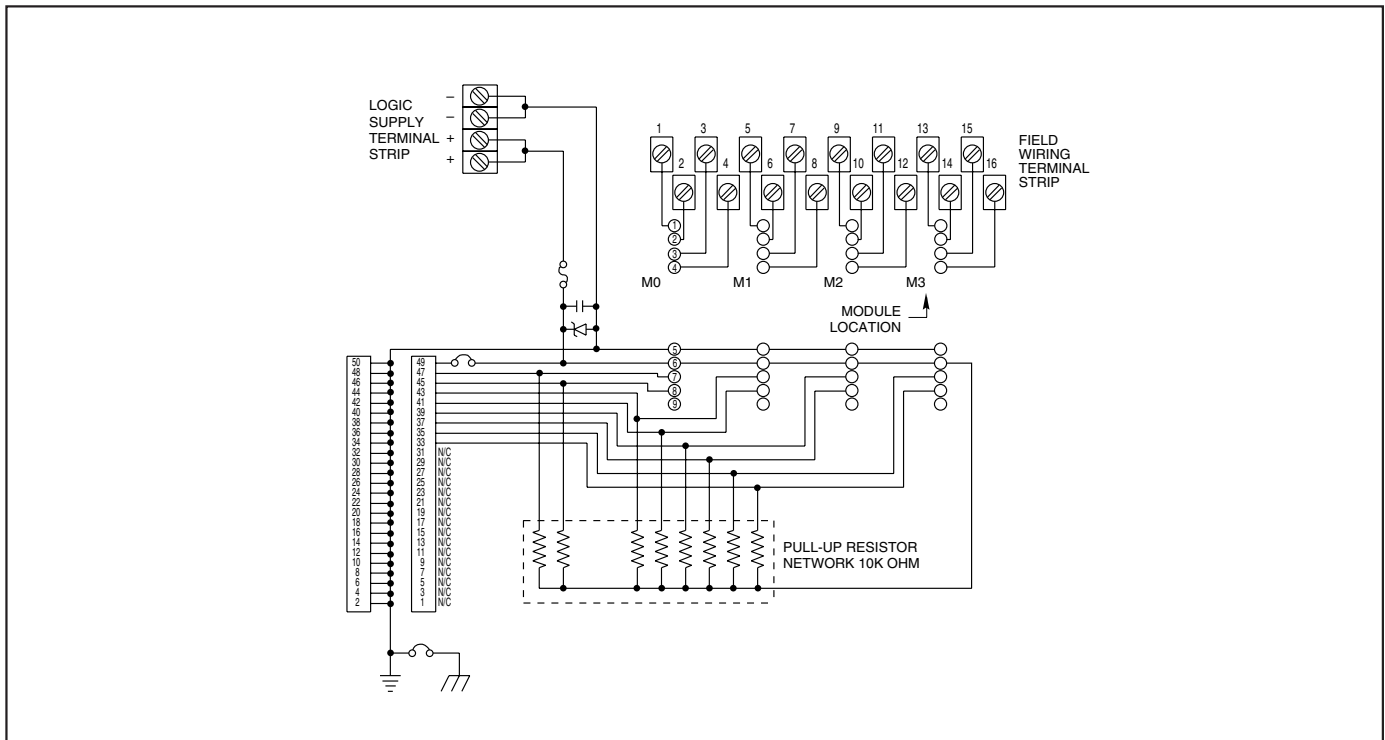 LOGIC
SUPPLY
TERMINAL
STRIP
–
–
+
+
1 3 5 7 9 11 13 15
2 4 6 8 10 12 14 16
FIELD
WIRING
TERMINAL
STRIP
1
2
3
4
M0 M1 M2 M3
MODULE
LOCATION
5
6
7
8
9
50 49
48 47
46 45
44 43
42 41
40 39
38 37
36 35
34 33
32 31 N/C
30 29 N/C
28 27 N/C
26 25 N/C
24 23 N/C
22 21 N/C
20 19 N/C
18 17 N/C
16 15 N/C
14 13 N/C
12 11 N/C
10 9 N/C
8 7 N/C
6 5 N/C
4 3 N/C
2 1 N/C
PULL-UP RESISTOR
NETWORK 10K OHM